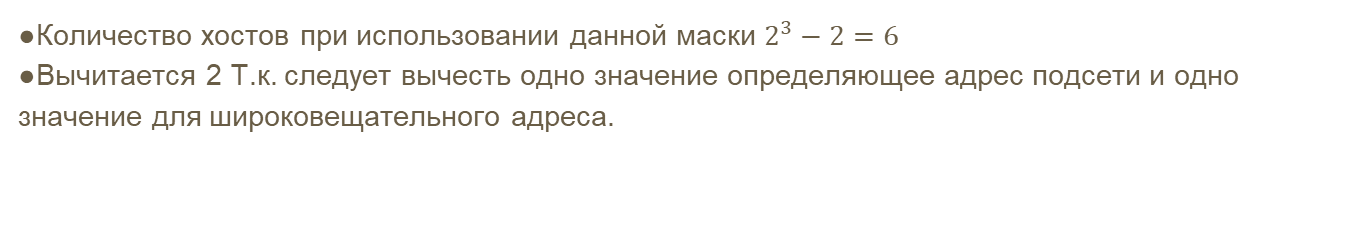 ●Количество хостов при использовании данной маски 2³ − 2 = 6
●Вычитается 2 Т.к. следует вычесть одно значение определяющее адрес подсети и одно
значение для широковещательного адреса.